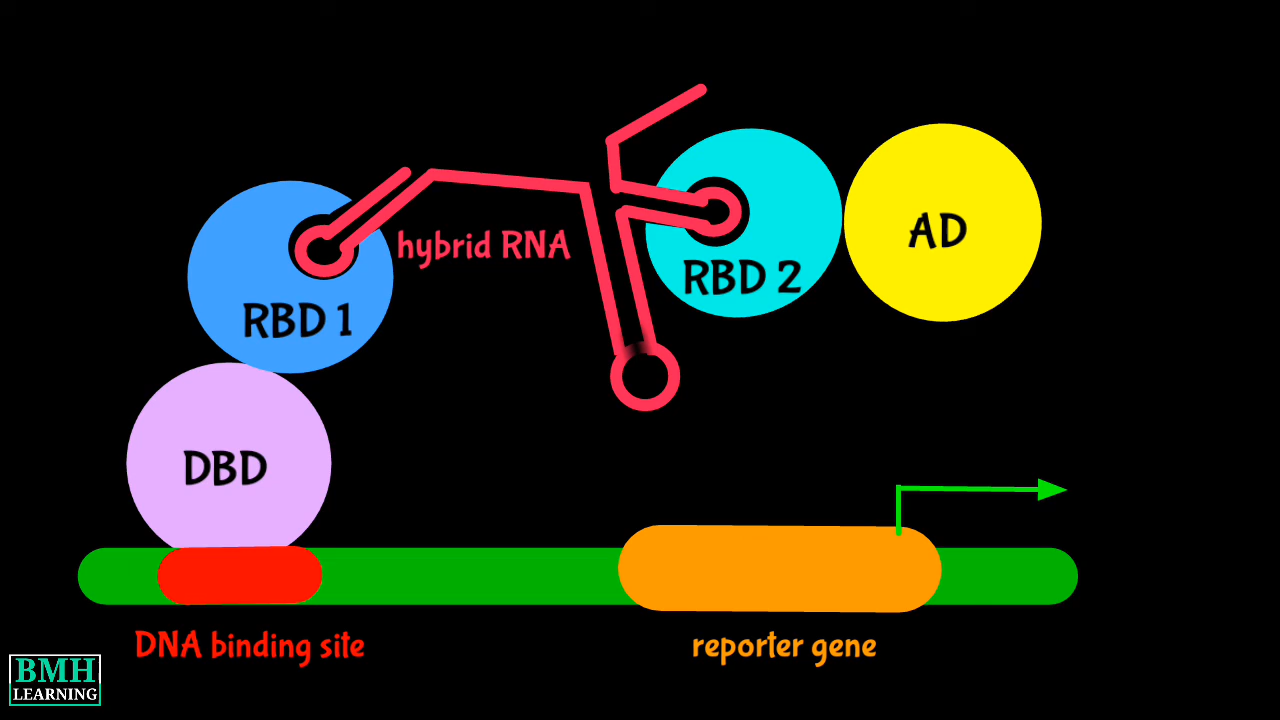 hybrid RNA
AD
RBD 2
RBD 1
DBD
DNA binding site
reporter gene
BMH
LEARNING